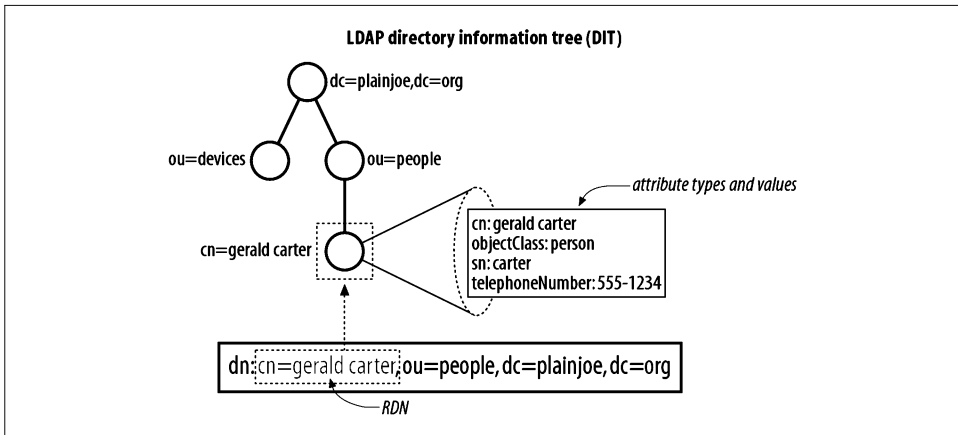 LDAP directory information tree (DIT)
dc=plainjoe,dc=org
ou=devices
ou=people
attribute types and values
cn=gerald carter
cn: gerald carter
objectClass: person
sn: carter
telephoneNumber: 555-1234
dn: cn=gerald carter, ou=people, dc=plainjoe, dc=org
RDN